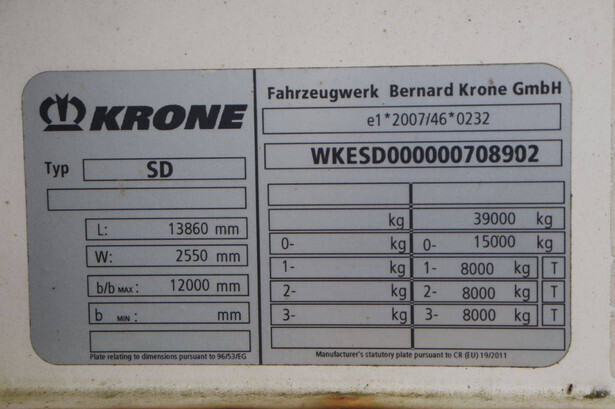 KRONE
Typ SD
L: 13860 mm
W: 2550 mm
b/b MAX: 12000 mm
b MIN: mm
Plate relating to dimensions pursuant to 96/53/EG
Fahrzeugwerk Bernard Krone GmbH
e1*2007/46*0232
WKESD000000708902
kg 39000 kg
0- kg 0- 15000 kg
1- kg 1- 8000 kg T
2- kg 2- 8000 kg T
3- kg 3- 8000 kg T
Manufacturer's statutory plate pursuant to CR (EU) 19/2011